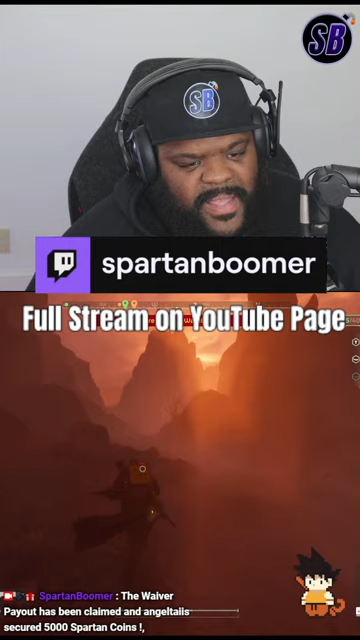 SB
SB
spartanboomer
Full Stream on YouTube Page
SpartanBoomer : The Waiver
Payout has been claimed and angeltails
secured 5000 Spartan Coins !,